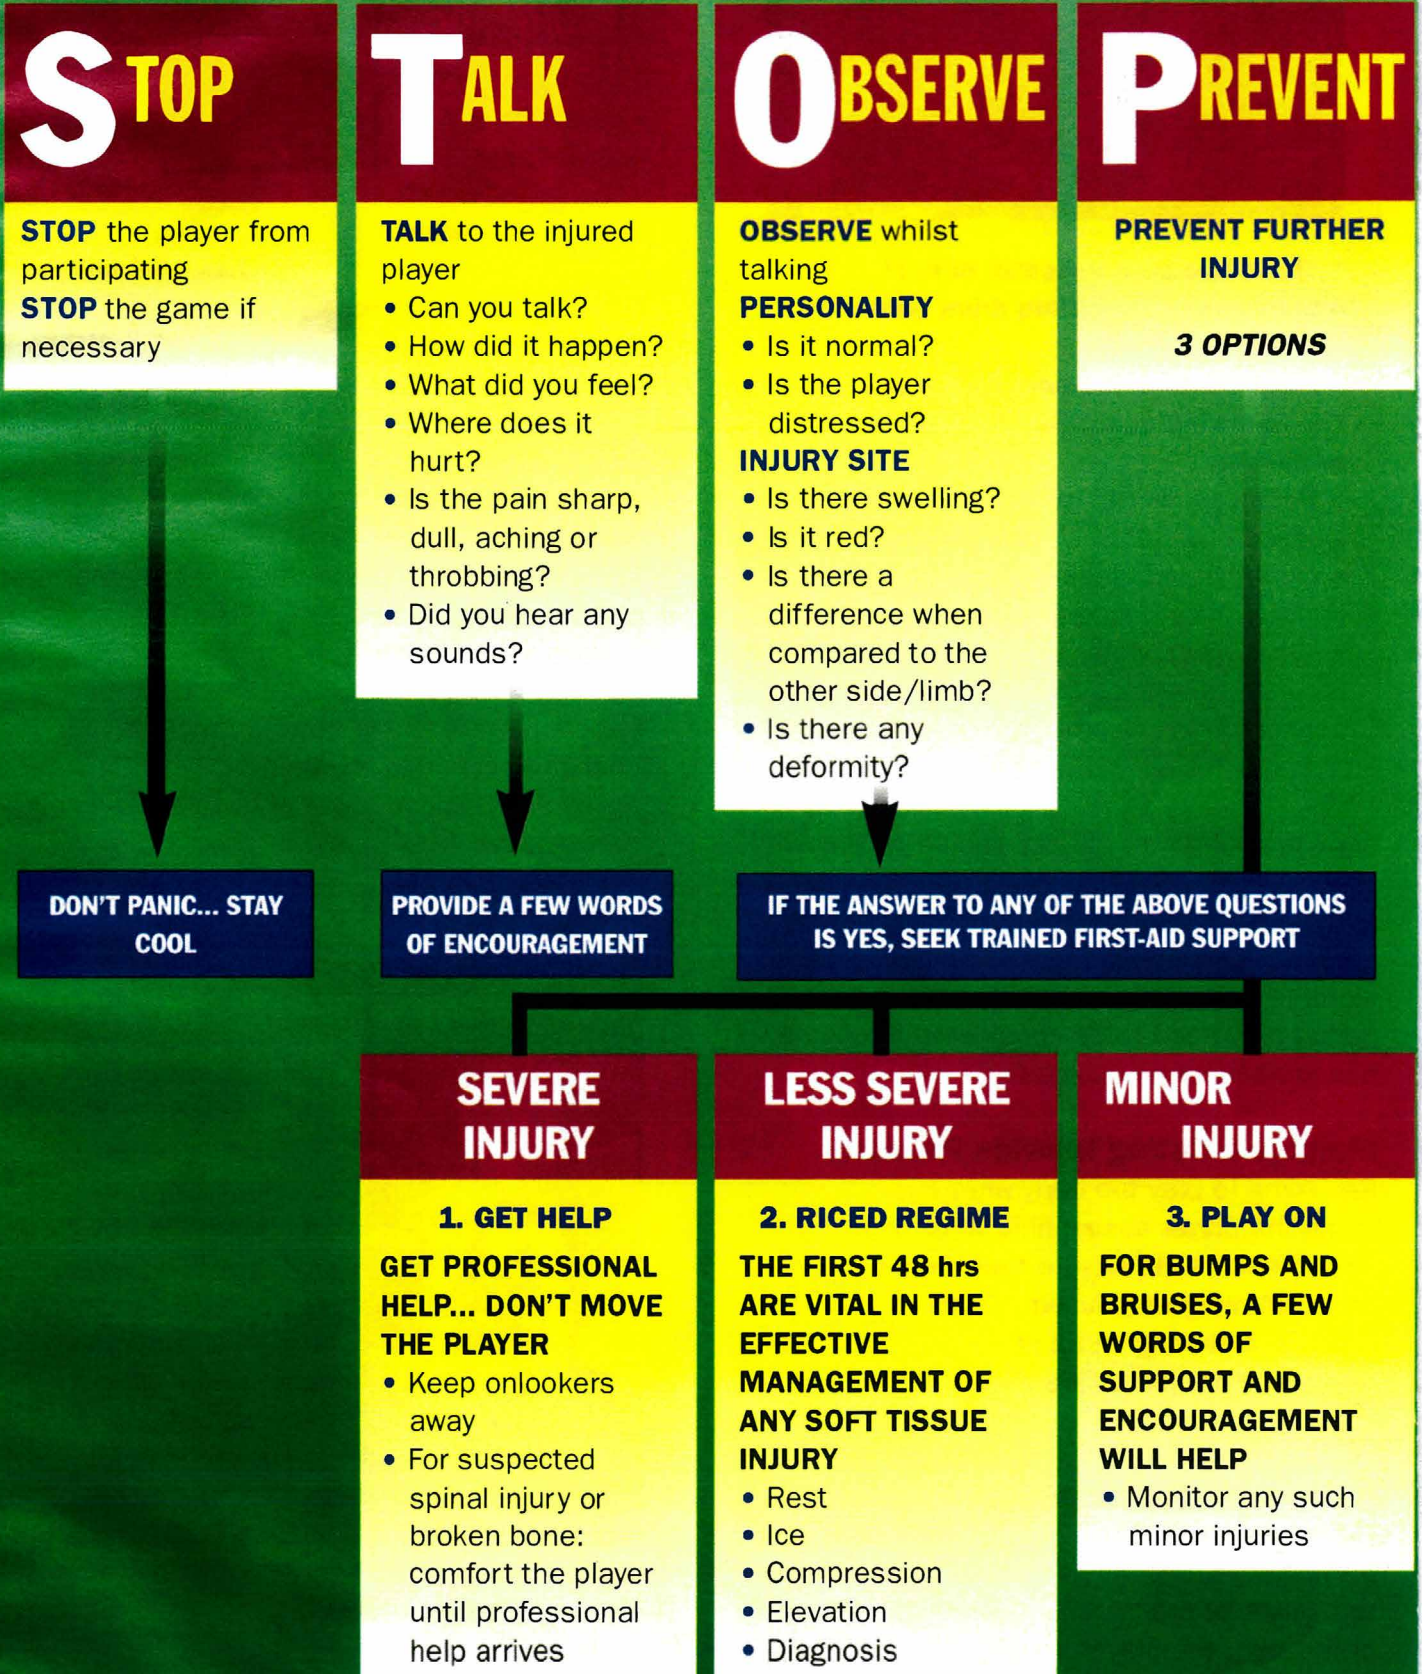 STOP
STOP the player from
participating
STOP the game if
necessary
DON'T PANIC... STAY
COOL
TALK
TALK to the injured
player
• Can you talk?
• How did it happen?
• What did you feel?
• Where does it
hurt?
• Is the pain sharp,
dull, aching or
throbbing?
• Did you hear any
sounds?
PROVIDE A FEW WORDS
OF ENCOURAGEMENT
OBSERVE
OBSERVE whilst
talking
PERSONALITY
• Is it normal?
• Is the player
distressed?
INJURY SITE
• Is there swelling?
• Is it red?
• Is there a
difference when
compared to the
other side/limb?
• Is there any
deformity?
IF THE ANSWER TO ANY OF THE ABOVE QUESTIONS
IS YES, SEEK TRAINED FIRST-AID SUPPORT
PREVENT
PREVENT FURTHER
INJURY
3 OPTIONS
SEVERE
INJURY
1. GET HELP
GET PROFESSIONAL
HELP... DON'T MOVE
THE PLAYER
• Keep onlookers
away
• For suspected
spinal injury or
broken bone:
comfort the player
until professional
help arrives
LESS SEVERE
INJURY
2. RICED REGIME
THE FIRST 48 hrs
ARE VITAL IN THE
EFFECTIVE
MANAGEMENT OF
ANY SOFT TISSUE
INJURY
• Rest
• Ice
• Compression
• Elevation
• Diagnosis
MINOR
INJURY
3. PLAY ON
FOR BUMPS AND
BRUISES, A FEW
WORDS OF
SUPPORT AND
ENCOURAGEMENT
WILL HELP
• Monitor any such
minor injuries